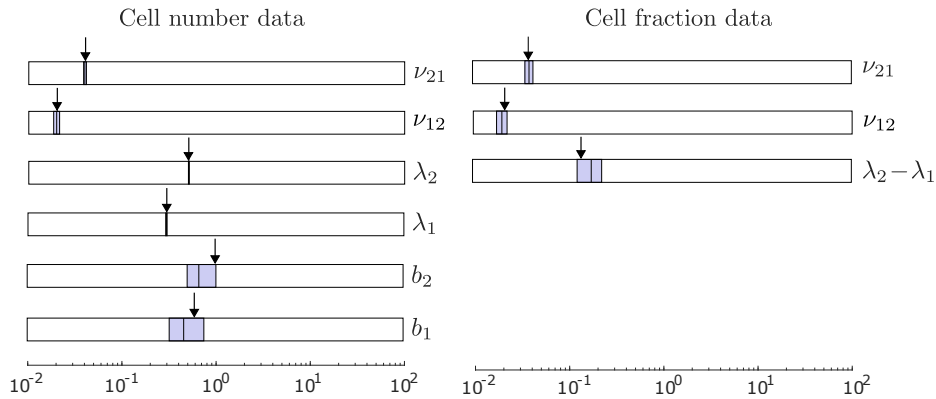 Cell number data
ν₂₁
ν₁₂
λ₂
λ₁
b₂
b₁
10⁻² 10⁻¹ 10⁰ 10¹ 10²
Cell fraction data
ν₂₁
ν₁₂
λ₂−λ₁
10⁻² 10⁻¹ 10⁰ 10¹ 10²